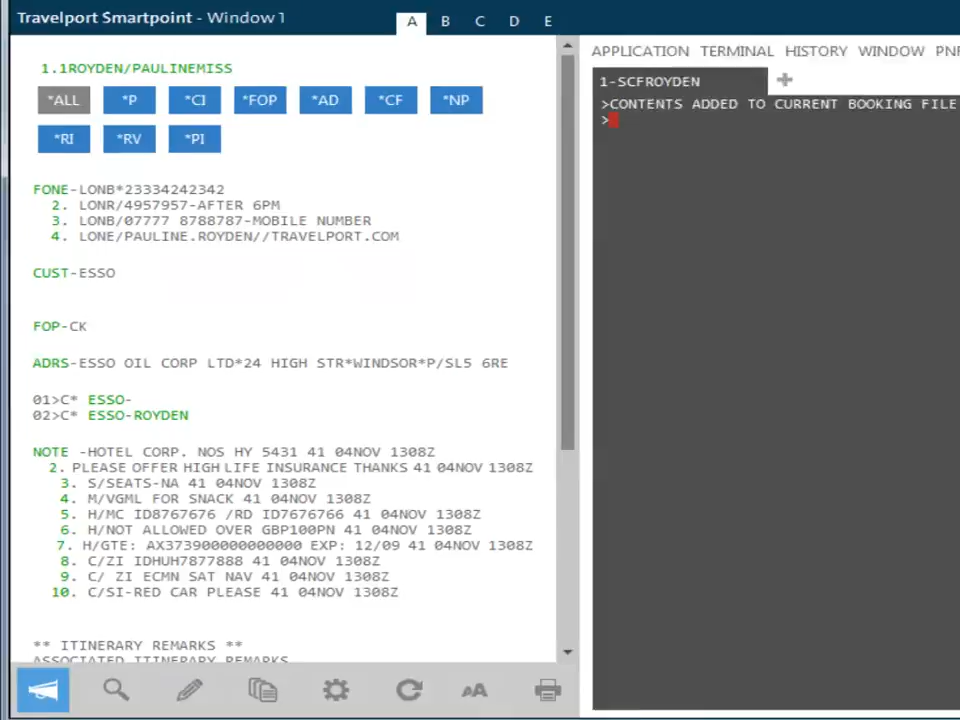 Travelport Smartpoint - Window 1
A B C D E
1.1ROYDEN/PAULINEMISS
*ALL *P *CI *FOP *AD *CF *NP
*RI *RV *PI
FONE-LONB*23334242342
2. LONR/4957957-AFTER 6PM
3. LONB/07777 8788787-MOBILE NUMBER
4. LONE/PAULINE.ROYDEN//TRAVELPORT.COM
CUST-ESSO
FOP-CK
ADRS-ESSO OIL CORP LTD*24 HIGH STR*WINDSOR*P/SL5 6RE
01>C* ESSO-
02>C* ESSO-ROYDEN
NOTE -HOTEL CORP. NOS HY 5431 41 04NOV 1308Z
2. PLEASE OFFER HIGH LIFE INSURANCE THANKS 41 04NOV 1308Z
3. S/SEATS-NA 41 04NOV 1308Z
4. M/VGML FOR SNACK 41 04NOV 1308Z
5. H/MC ID8767676 /RD ID7676766 41 04NOV 1308Z
6. H/NOT ALLOWED OVER GBP100PN 41 04NOV 1308Z
7. H/GTE: AX373900000000000 EXP: 12/09 41 04NOV 1308Z
8. C/ZI IDHUH7877888 41 04NOV 1308Z
9. C/ ZI ECMN SAT NAV 41 04NOV 1308Z
10. C/SI-RED CAR PLEASE 41 04NOV 1308Z
** ITINERARY REMARKS **
ASSOCIATED ITINERARY REMARKS
AA
APPLICATION TERMINAL HISTORY WINDOW PNR
1-SCFROYDEN
>CONTENTS ADDED TO CURRENT BOOKING FILE
>